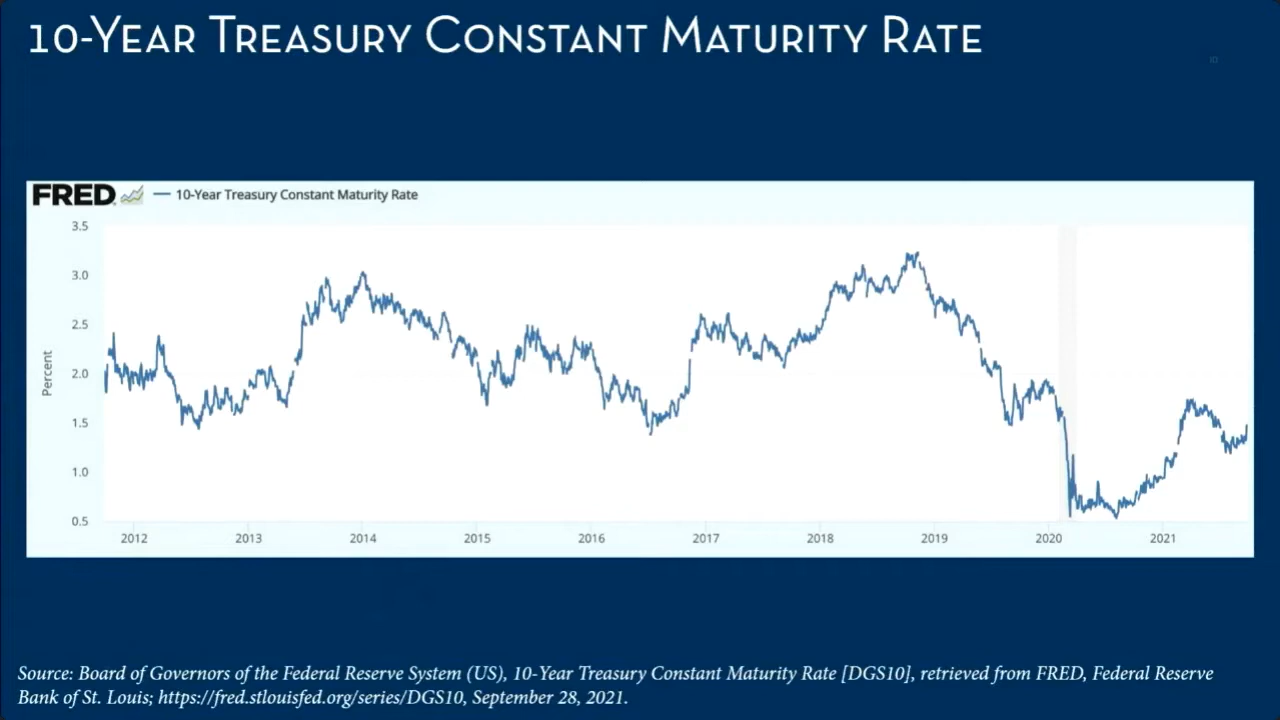 10-Year Treasury Constant Maturity Rate
10
FRED 10-Year Treasury Constant Maturity Rate
3.5
3.0
2.5
2.0
1.5
1.0
0.5
Percent
2012 2013 2014 2015 2016 2017 2018 2019 2020 2021
Source: Board of Governors of the Federal Reserve System (US), 10-Year Treasury Constant Maturity Rate [DGS10], retrieved from FRED, Federal Reserve
Bank of St. Louis; https://fred.stlouisfed.org/series/DGS10, September 28, 2021.